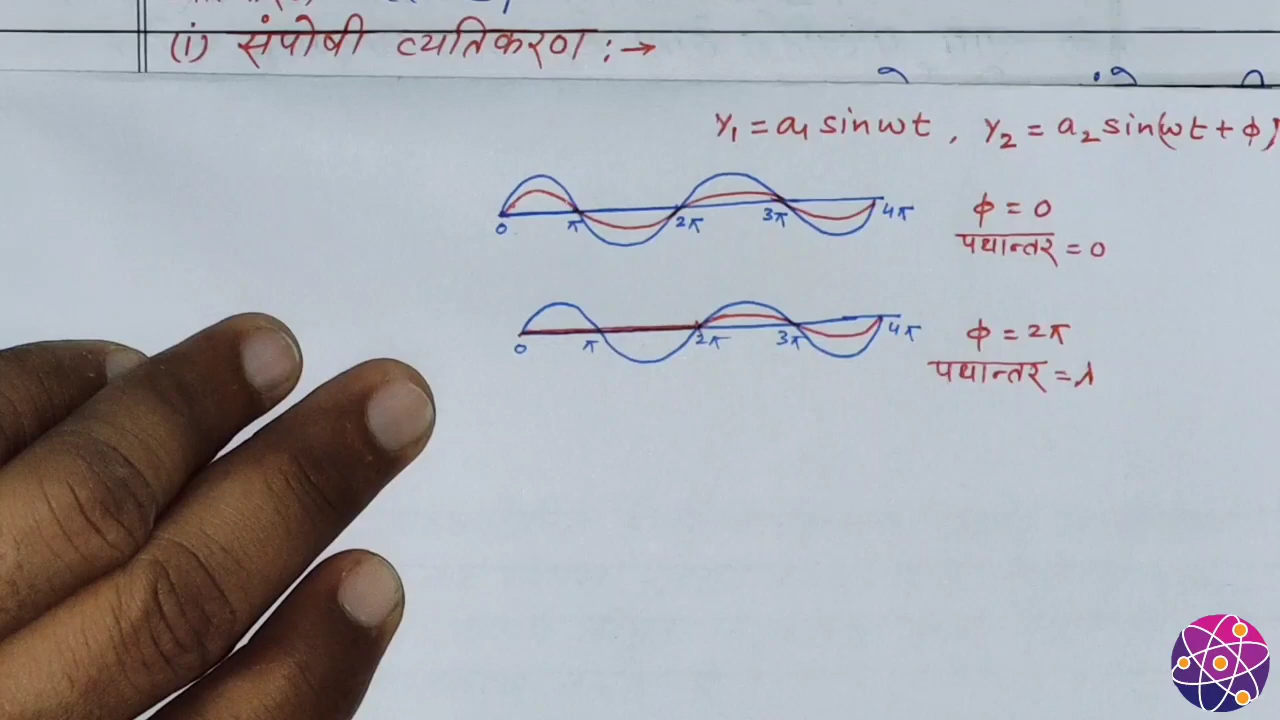 (i) संपोषी व्यतिकरण :→
y₁ = a₁ sinωt , y₂ = a₂ sin(ωt + φ)
0 π 2π 3π 4π
φ = 0
पथान्तर = 0
0 π 2π 3π 4π
φ = 2π
पथान्तर = λ